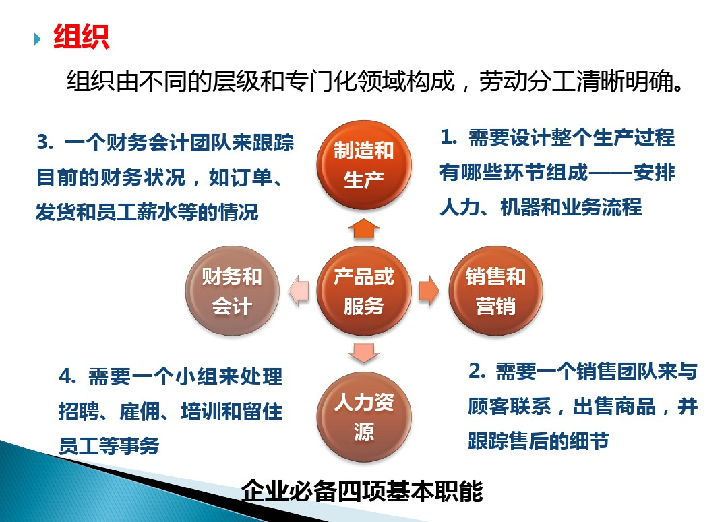 组织
组织由不同的层级和专门化领域构成，劳动分工清晰明确。
3. 一个财务会计团队来跟踪
目前的财务状况，如订单、
发货和员工薪水等的情况
制造和
生产
1. 需要设计整个生产过程
有哪些环节组成——安排
人力、机器和业务流程
财务和
会计
产品或
服务
销售和
营销
4. 需要一个小组来处理
招聘、雇佣、培训和留住
员工等事务
人力资
源
2. 需要一个销售团队来与
顾客联系，出售商品，并
跟踪售后的细节
企业必备四项基本职能